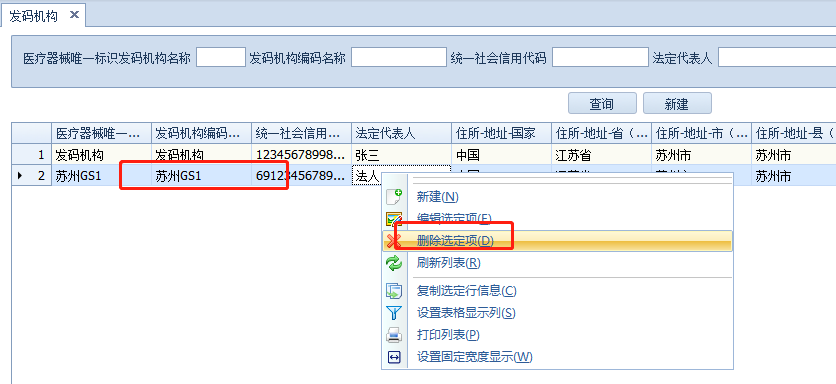 发码机构
医疗器械唯一标识发码机构名称 发码机构编码名称 统一社会信用代码 法定代表人
查询 新建
医疗器械唯一... 发码机构编码... 统一社会信用... 法定代表人 住所-地址-国家 住所-地址-省（... 住所-地址-市（... 住所-地址-县（
1 发码机构 发码机构 12345678998... 张三 中国 江苏省 苏州市 苏州市
2 苏州GS1 苏州GS1 69123456789... 法人 苏州市
新建(N)
编辑选定项(E)
删除选定项(D)
刷新列表(R)
复制选定行信息(C)
设置表格显示列(S)
打印列表(P)
设置固定宽度显示(W)